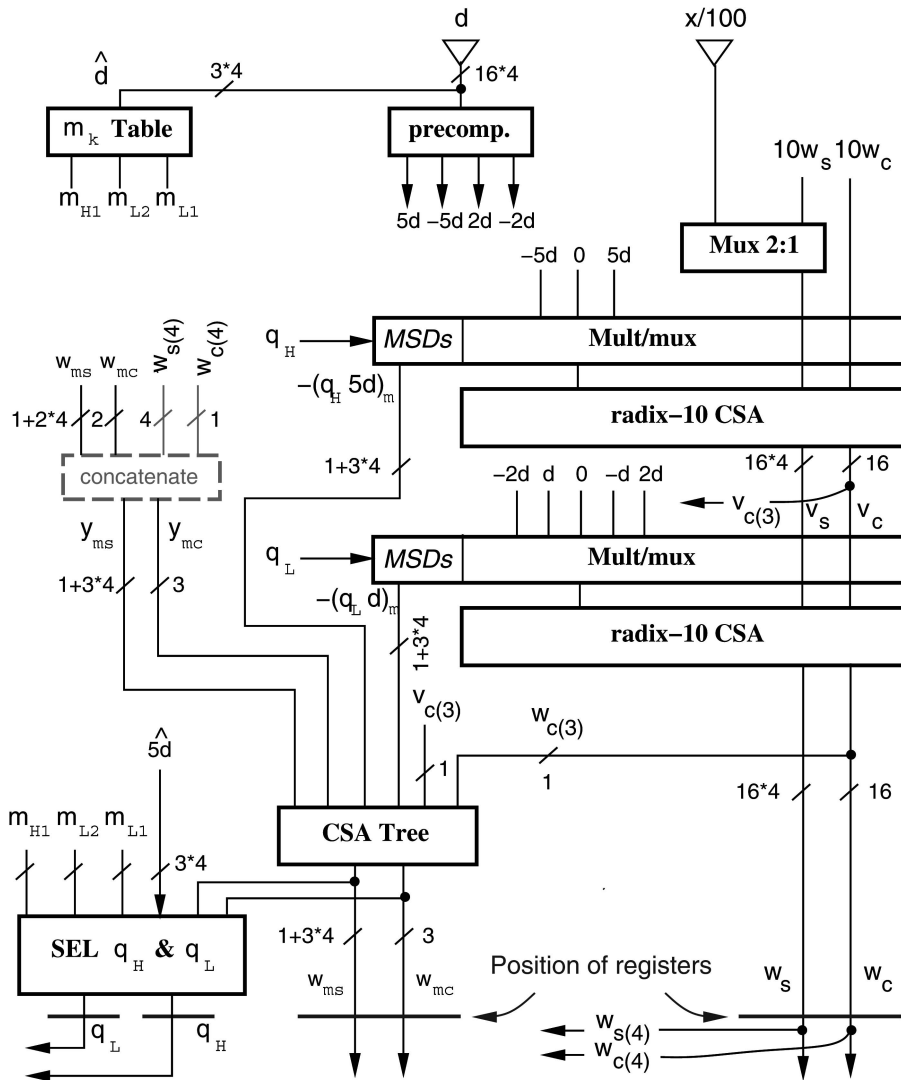 d
x/100
^d
3*4
16*4
m_k Table
precomp.
10w_s 10w_c
m_H1 m_L2 m_L1
5d −5d 2d −2d
Mux 2:1
−5d 0 5d
q_H
MSDs
Mult/mux
w_ms w_mc w_s(4) w_c(4)
−(q_H 5d)_m
radix−10 CSA
1+2*4 2 4 1
1+3*4
16*4 16
concatenate
−2d d 0 −d 2d
v_c(3) v_s v_c
y_ms y_mc
q_L
MSDs
Mult/mux
1+3*4 3
−(q_L d)_m
1+3*4
radix−10 CSA
v_c(3)
w_c(3)
^5d
1
1
16*4 16
m_H1 m_L2 m_L1
CSA Tree
3*4
SEL q_H & q_L
1+3*4 3
Position of registers
w_ms w_mc
w_s w_c
q_L q_H
w_s(4)
w_c(4)